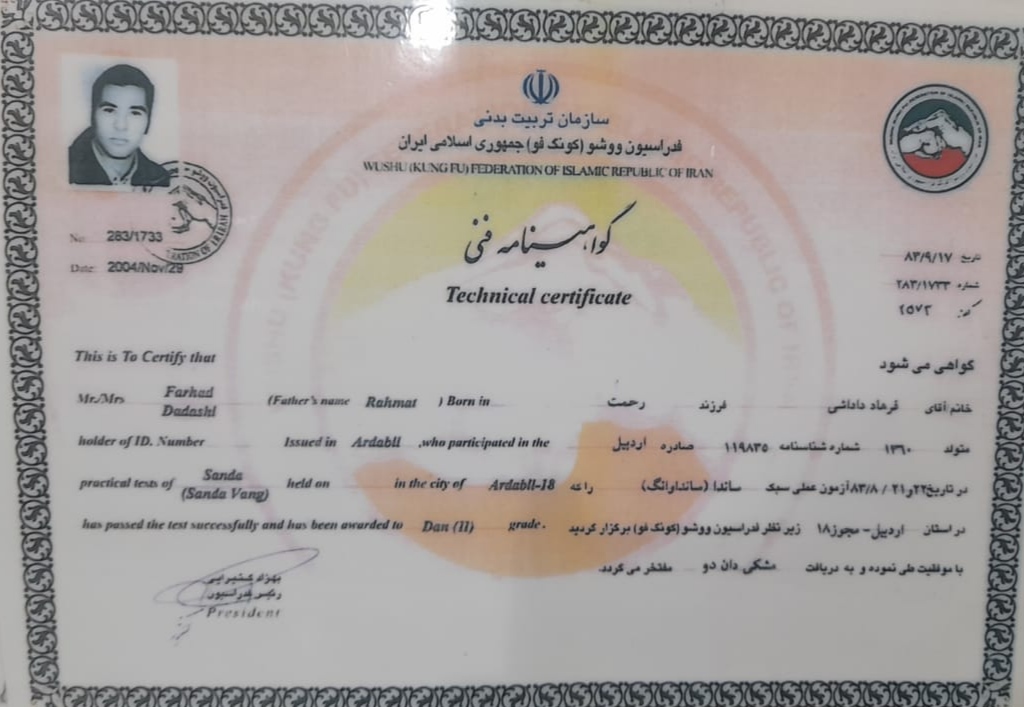 سازمان تربیت بدنی
فدراسیون ووشو (کونگ فو) جمهوری اسلامی ایران
WUSHU (KUNG FU) FEDERATION OF ISLAMIC REPUBLIC OF IRAN
گواهینامه فنی
Technical certificate
No: 283/1733
Date: 2004/Nov/29
تاریخ ۸۳/۹/۱۷
شماره ۲۸۳/۱۷۳۳
کد: ۲۵۷۲
This is To Certify that
Mr./Mrs Farhad Dadashi (Father's name Rahmat ) Born in
holder of ID. Number Issued in Ardabil ,who participated in the
practical tests of Sanda (Sanda Vang) held on in the city of Ardabil-18
has passed the test successfully and has been awarded to Dan (II) grade.
گواهی می شود
خانم/آقای فرهاد داداشی فرزند رحمت
متولد ۱۳۶۰ شماره شناسنامه ۱۱۹۸۳۵ صادره اردبیل
در تاریخ ۲۲و۲۱ /۸۳/۸ آزمون عملی سبک ساندا (سانداوانگ) را که
در استان اردبیل- مجوز۱۸ زیر نظر فدراسیون ووشو (کونگ فو) برگزار گردید
با موفقیت طی نموده و به دریافت مشکی دان دو مفتخر می گردد.
رئیس فدراسیون
President